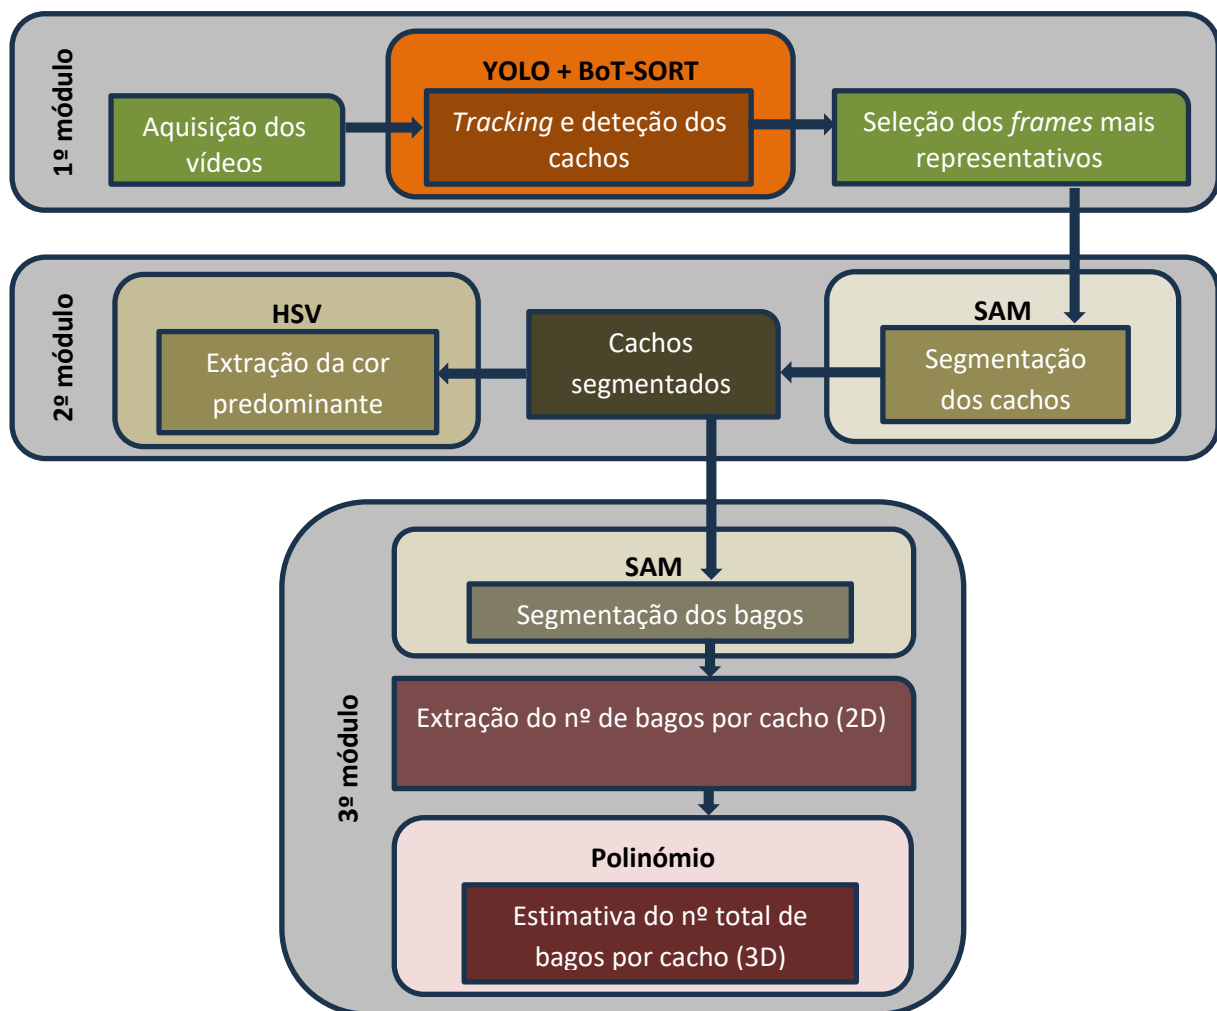 1º módulo
YOLO + BoT-SORT
Aquisição dos
vídeos
Tracking e deteção dos
cachos
Seleção dos frames mais
representativos
2º módulo
HSV
Extração da cor
predominante
Cachos
segmentados
SAM
Segmentação
dos cachos
3º módulo
SAM
Segmentação dos bagos
Extração do nº de bagos por cacho (2D)
Polinómio
Estimativa do nº total de
bagos por cacho (3D)